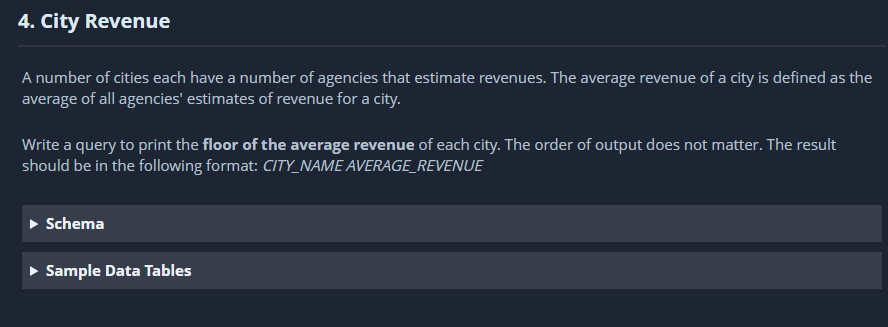 4. City Revenue
A number of cities each have a number of agencies that estimate revenues. The average revenue of a city is defined as the
average of all agencies' estimates of revenue for a city.
Write a query to print the floor of the average revenue of each city. The order of output does not matter. The result
should be in the following format: CITY_NAME AVERAGE_REVENUE
Schema
Sample Data Tables